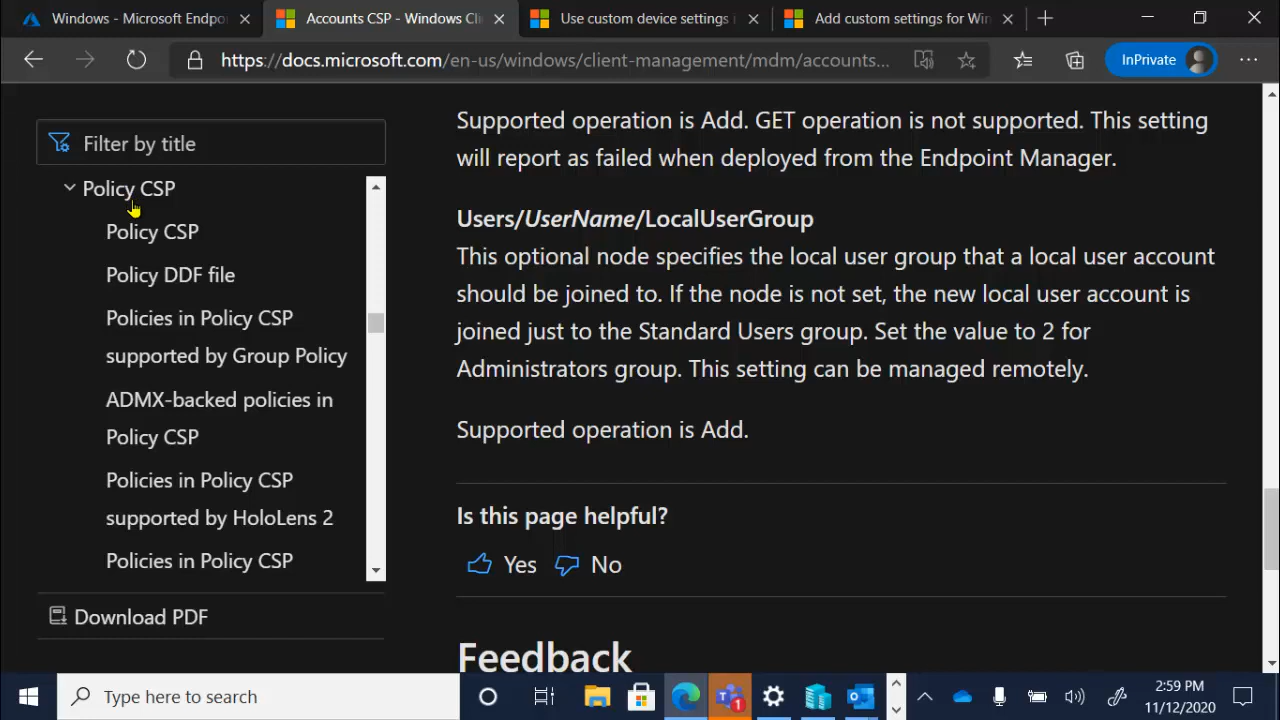 Windows - Microsoft Endpo
Accounts CSP - Windows Cli
Use custom device settings i
Add custom settings for Win
https://docs.microsoft.com/en-us/windows/client-management/mdm/accounts...
InPrivate
Filter by title
Policy CSP
Policy CSP
Policy DDF file
Policies in Policy CSP
supported by Group Policy
ADMX-backed policies in
Policy CSP
Policies in Policy CSP
supported by HoloLens 2
Policies in Policy CSP
Download PDF
Supported operation is Add. GET operation is not supported. This setting
will report as failed when deployed from the Endpoint Manager.
Users/UserName/LocalUserGroup
This optional node specifies the local user group that a local user account
should be joined to. If the node is not set, the new local user account is
joined just to the Standard Users group. Set the value to 2 for
Administrators group. This setting can be managed remotely.
Supported operation is Add.
Is this page helpful?
Yes No
Feedback
Type here to search
1
2:59 PM
11/12/2020